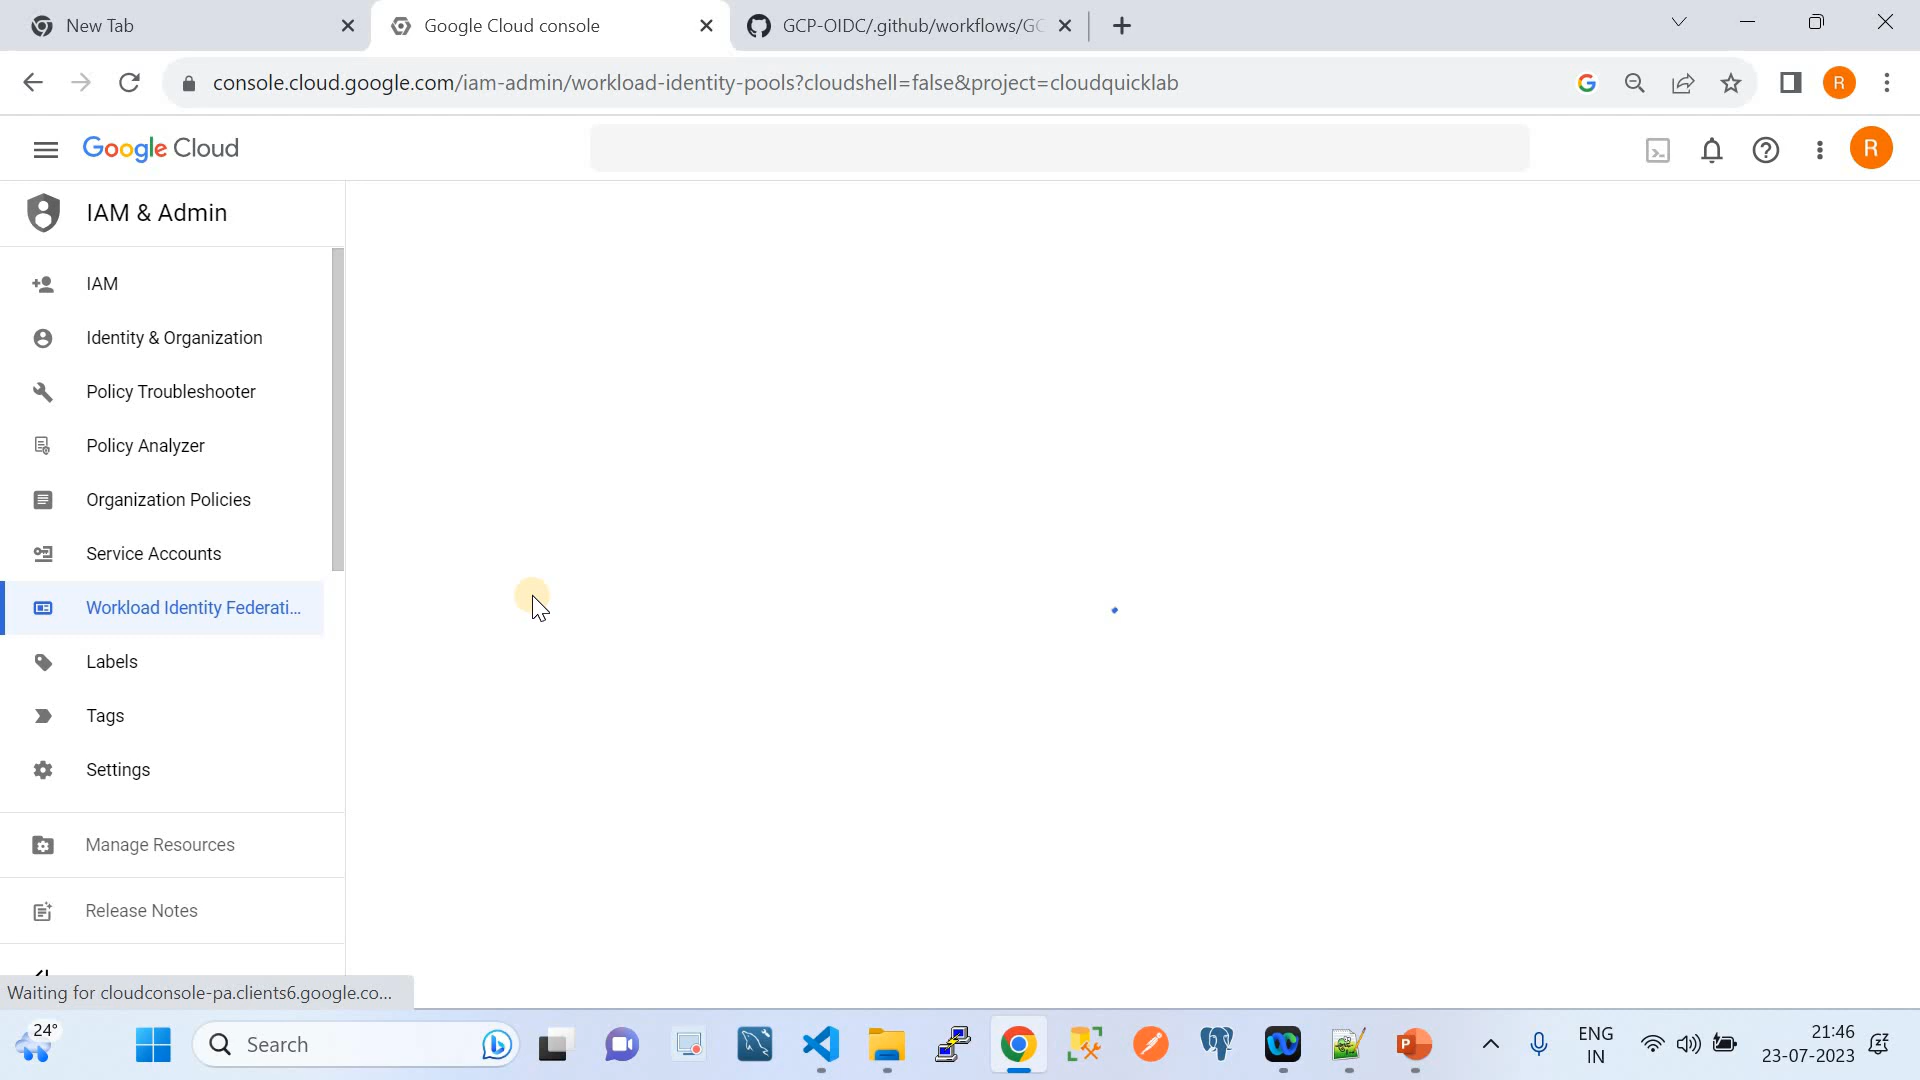 New Tab
Google Cloud console
GCP-OIDC/.github/workflows/GC
console.cloud.google.com/iam-admin/workload-identity-pools?cloudshell=false&project=cloudquicklab
R
Google Cloud
R
IAM & Admin
IAM
Identity & Organization
Policy Troubleshooter
Policy Analyzer
Organization Policies
Service Accounts
Workload Identity Federati...
Labels
Tags
Settings
Manage Resources
Release Notes
Waiting for cloudconsole-pa.clients6.google.co...
24°
Search
ENG
IN
21:46
23-07-2023